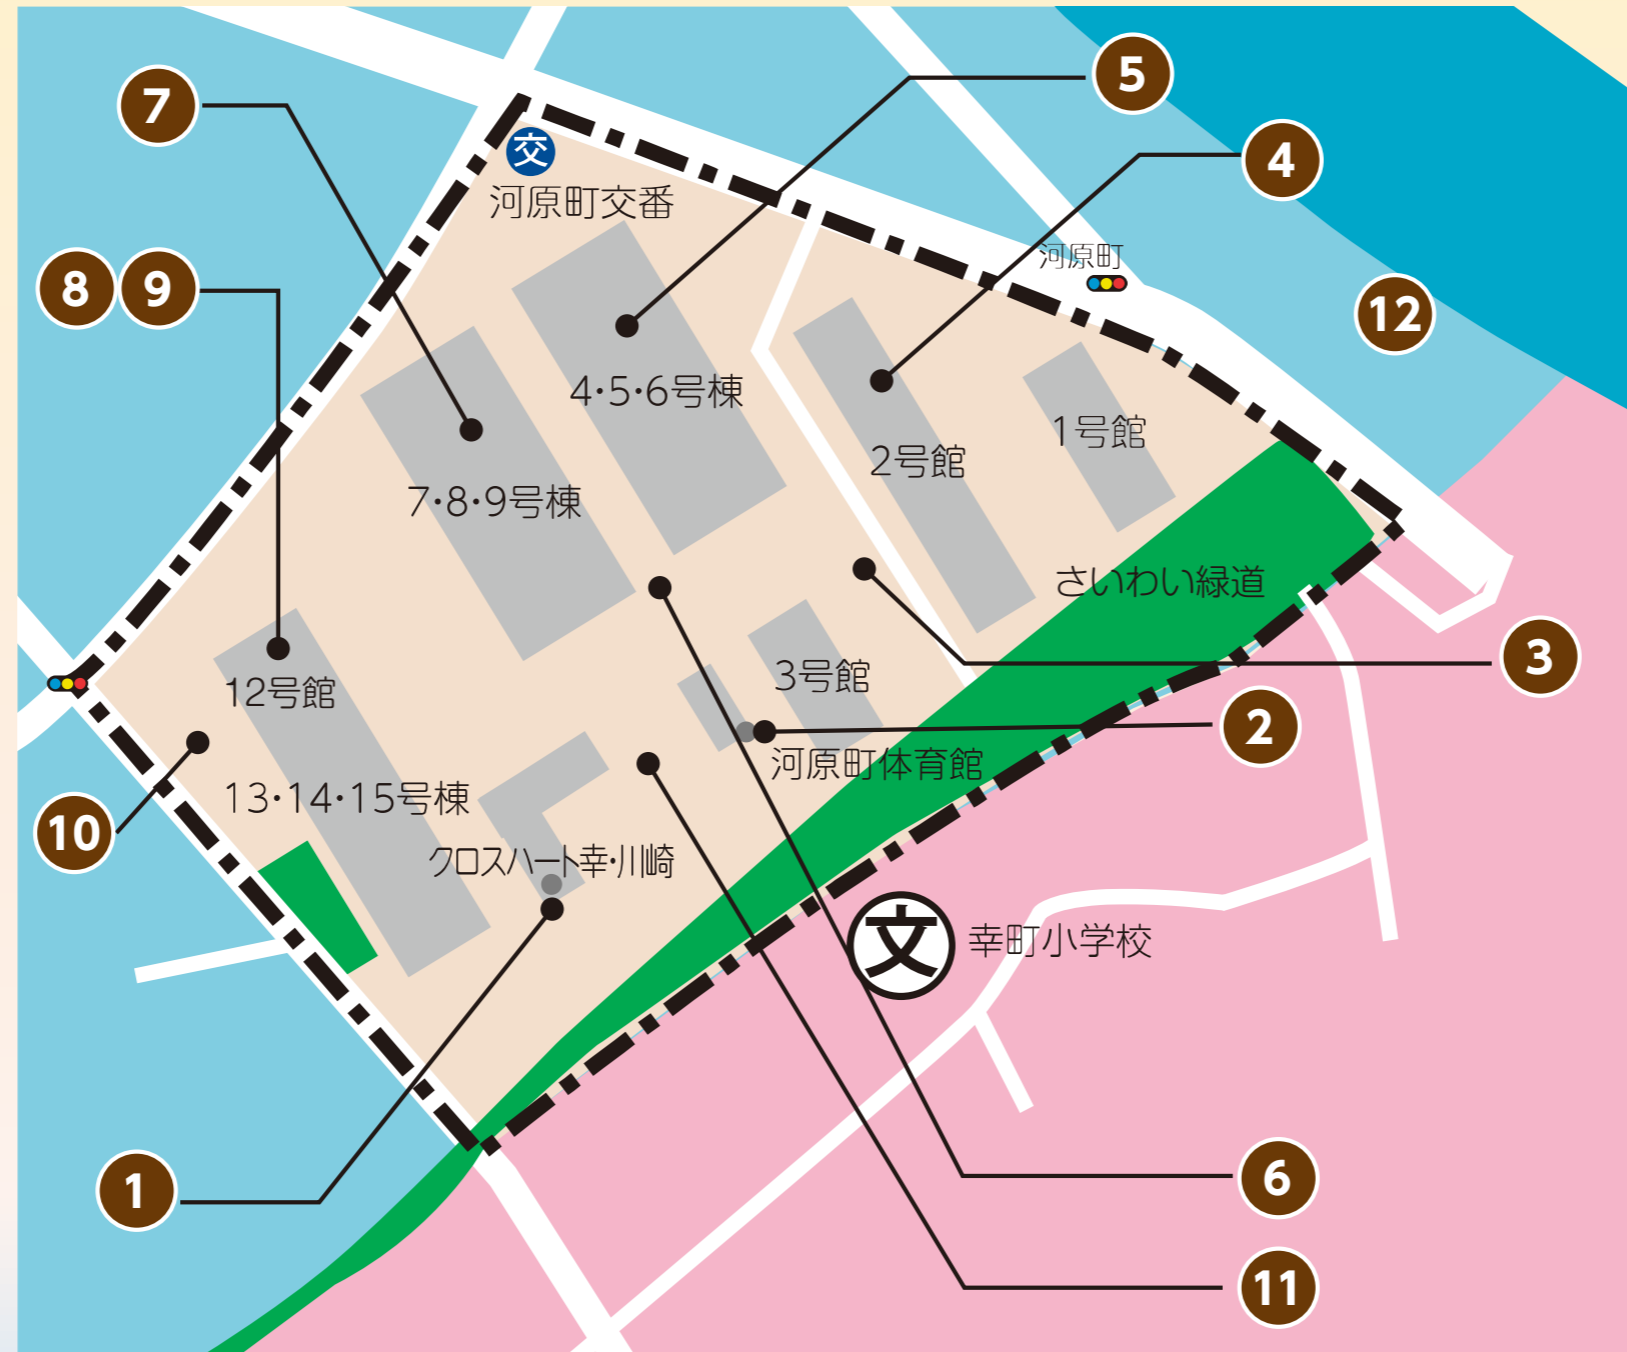 5
7
交
河原町交番
4
河原町
8
9
12
4・5・6号棟
1号館
2号館
7・8・9号棟
さいわい緑道
3号館
3
12号館
2
河原町体育館
13・14・15号棟
10
クロスハート幸・川崎
文
幸町小学校
1
6
11